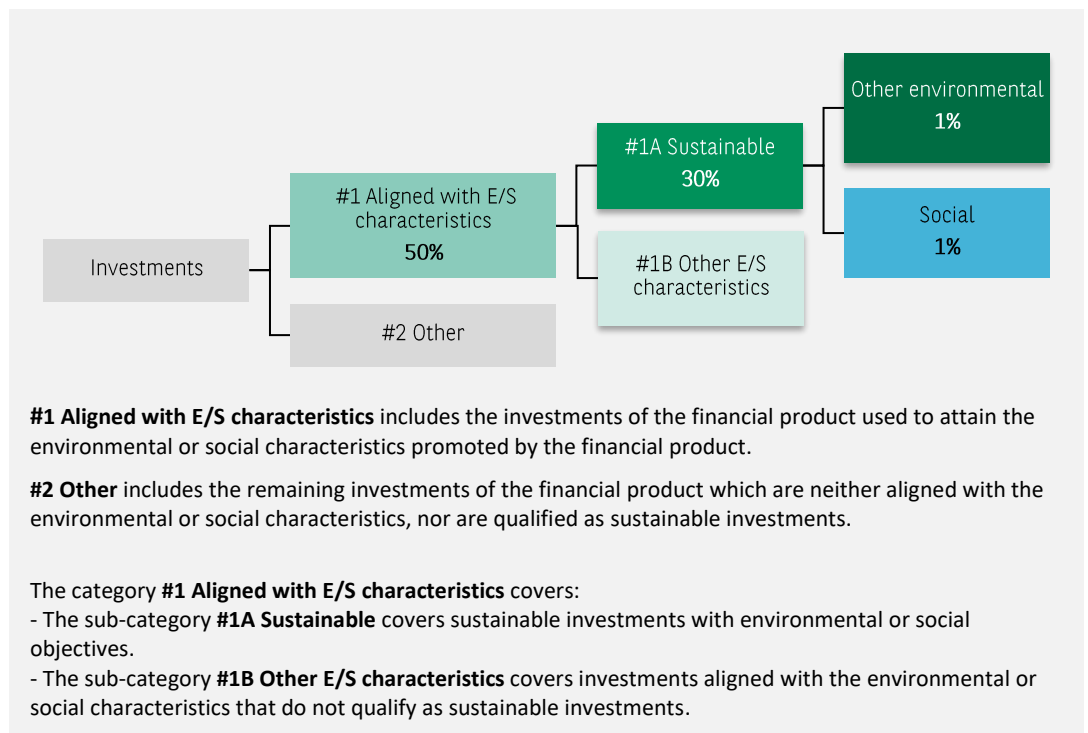 Other environmental
1%
#1A Sustainable
30%
#1 Aligned with E/S
characteristics
50%
Social
1%
Investments
#1B Other E/S
characteristics
#2 Other
#1 Aligned with E/S characteristics includes the investments of the financial product used to attain the
environmental or social characteristics promoted by the financial product.
#2 Other includes the remaining investments of the financial product which are neither aligned with the
environmental or social characteristics, nor are qualified as sustainable investments.
The category #1 Aligned with E/S characteristics covers:
- The sub-category #1A Sustainable covers sustainable investments with environmental or social
objectives.
- The sub-category #1B Other E/S characteristics covers investments aligned with the environmental or
social characteristics that do not qualify as sustainable investments.